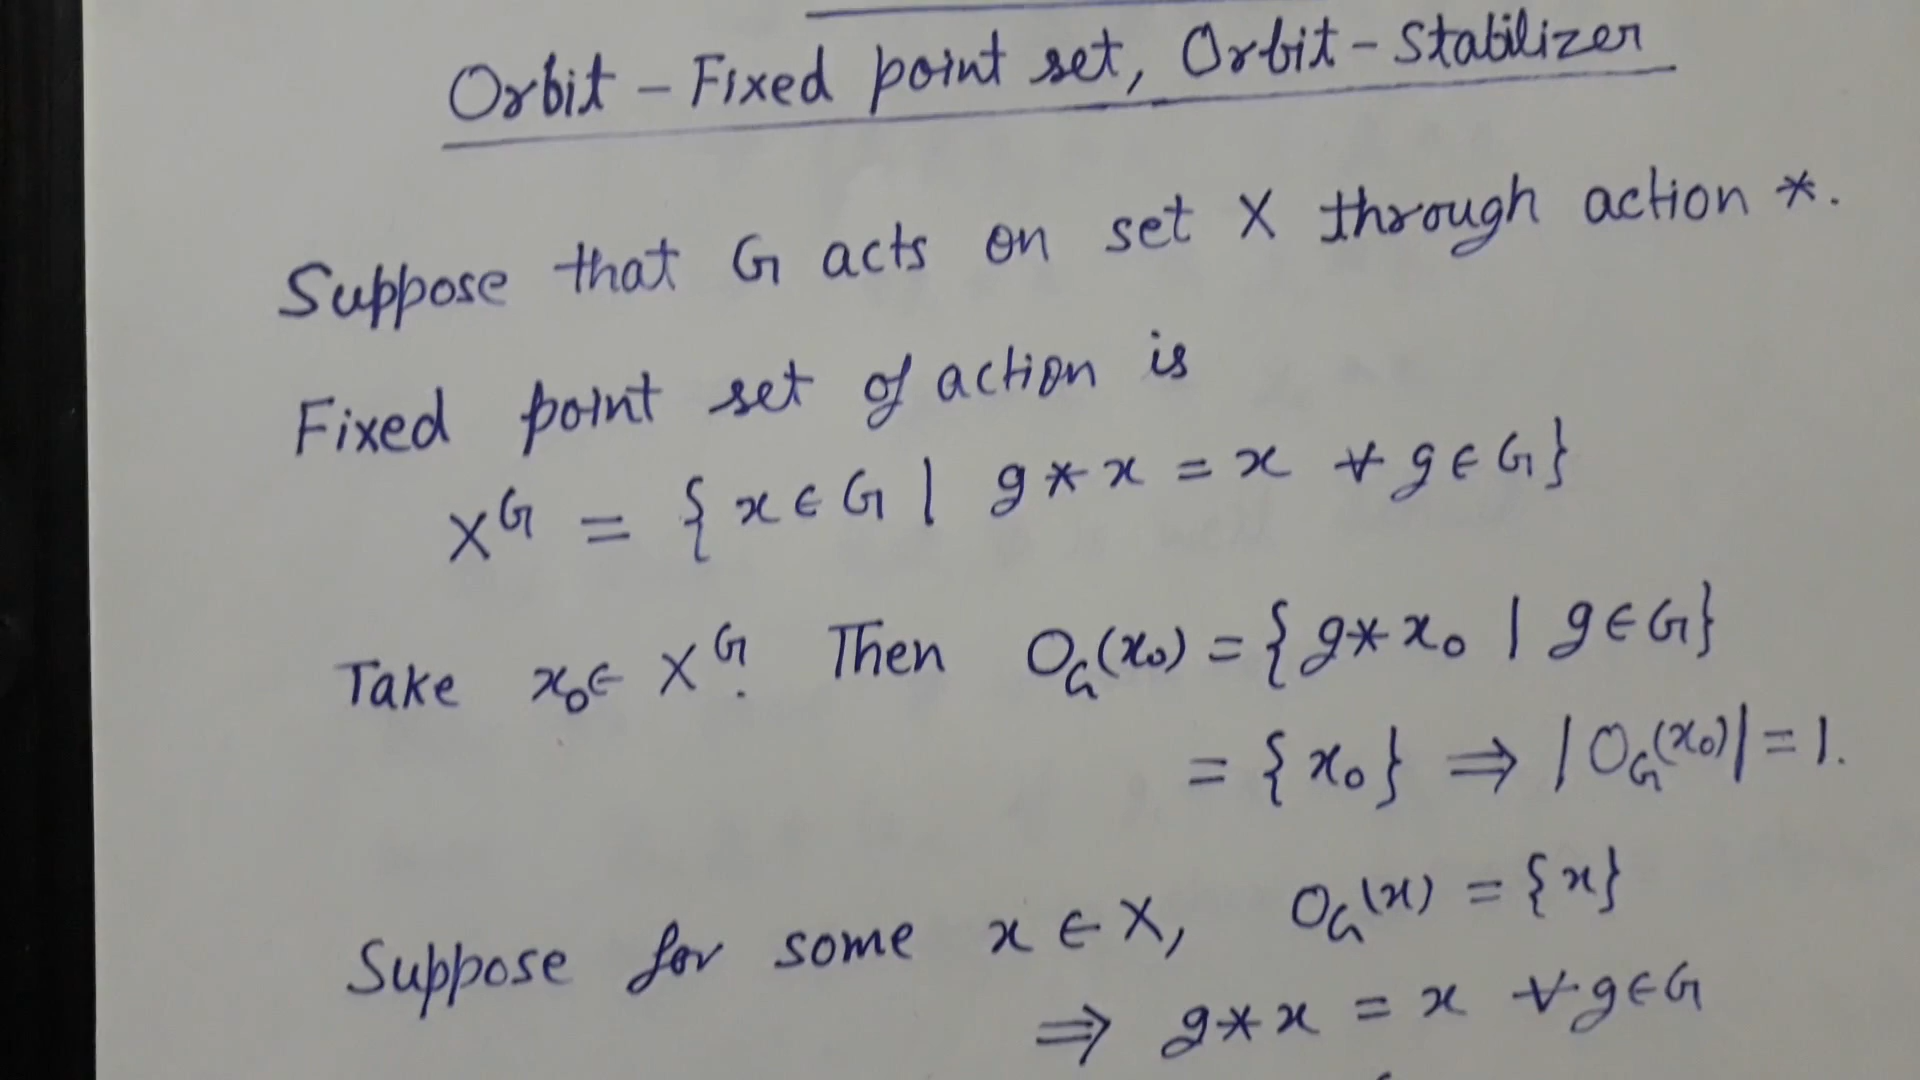 Orbit - Fixed point set, Orbit - Stabilizer
Suppose that G acts on set X through action *.
Fixed point set of action is
X^G = { x ∈ G | g * x = x ∀ g ∈ G }
Take x₀ ∈ X^G. Then O_G(x₀) = { g * x₀ | g ∈ G }
= { x₀ } ⇒ | O_G(x₀) | = 1.
Suppose for some x ∈ X, O_G(x) = { x }
⇒ g * x = x ∀ g ∈ G